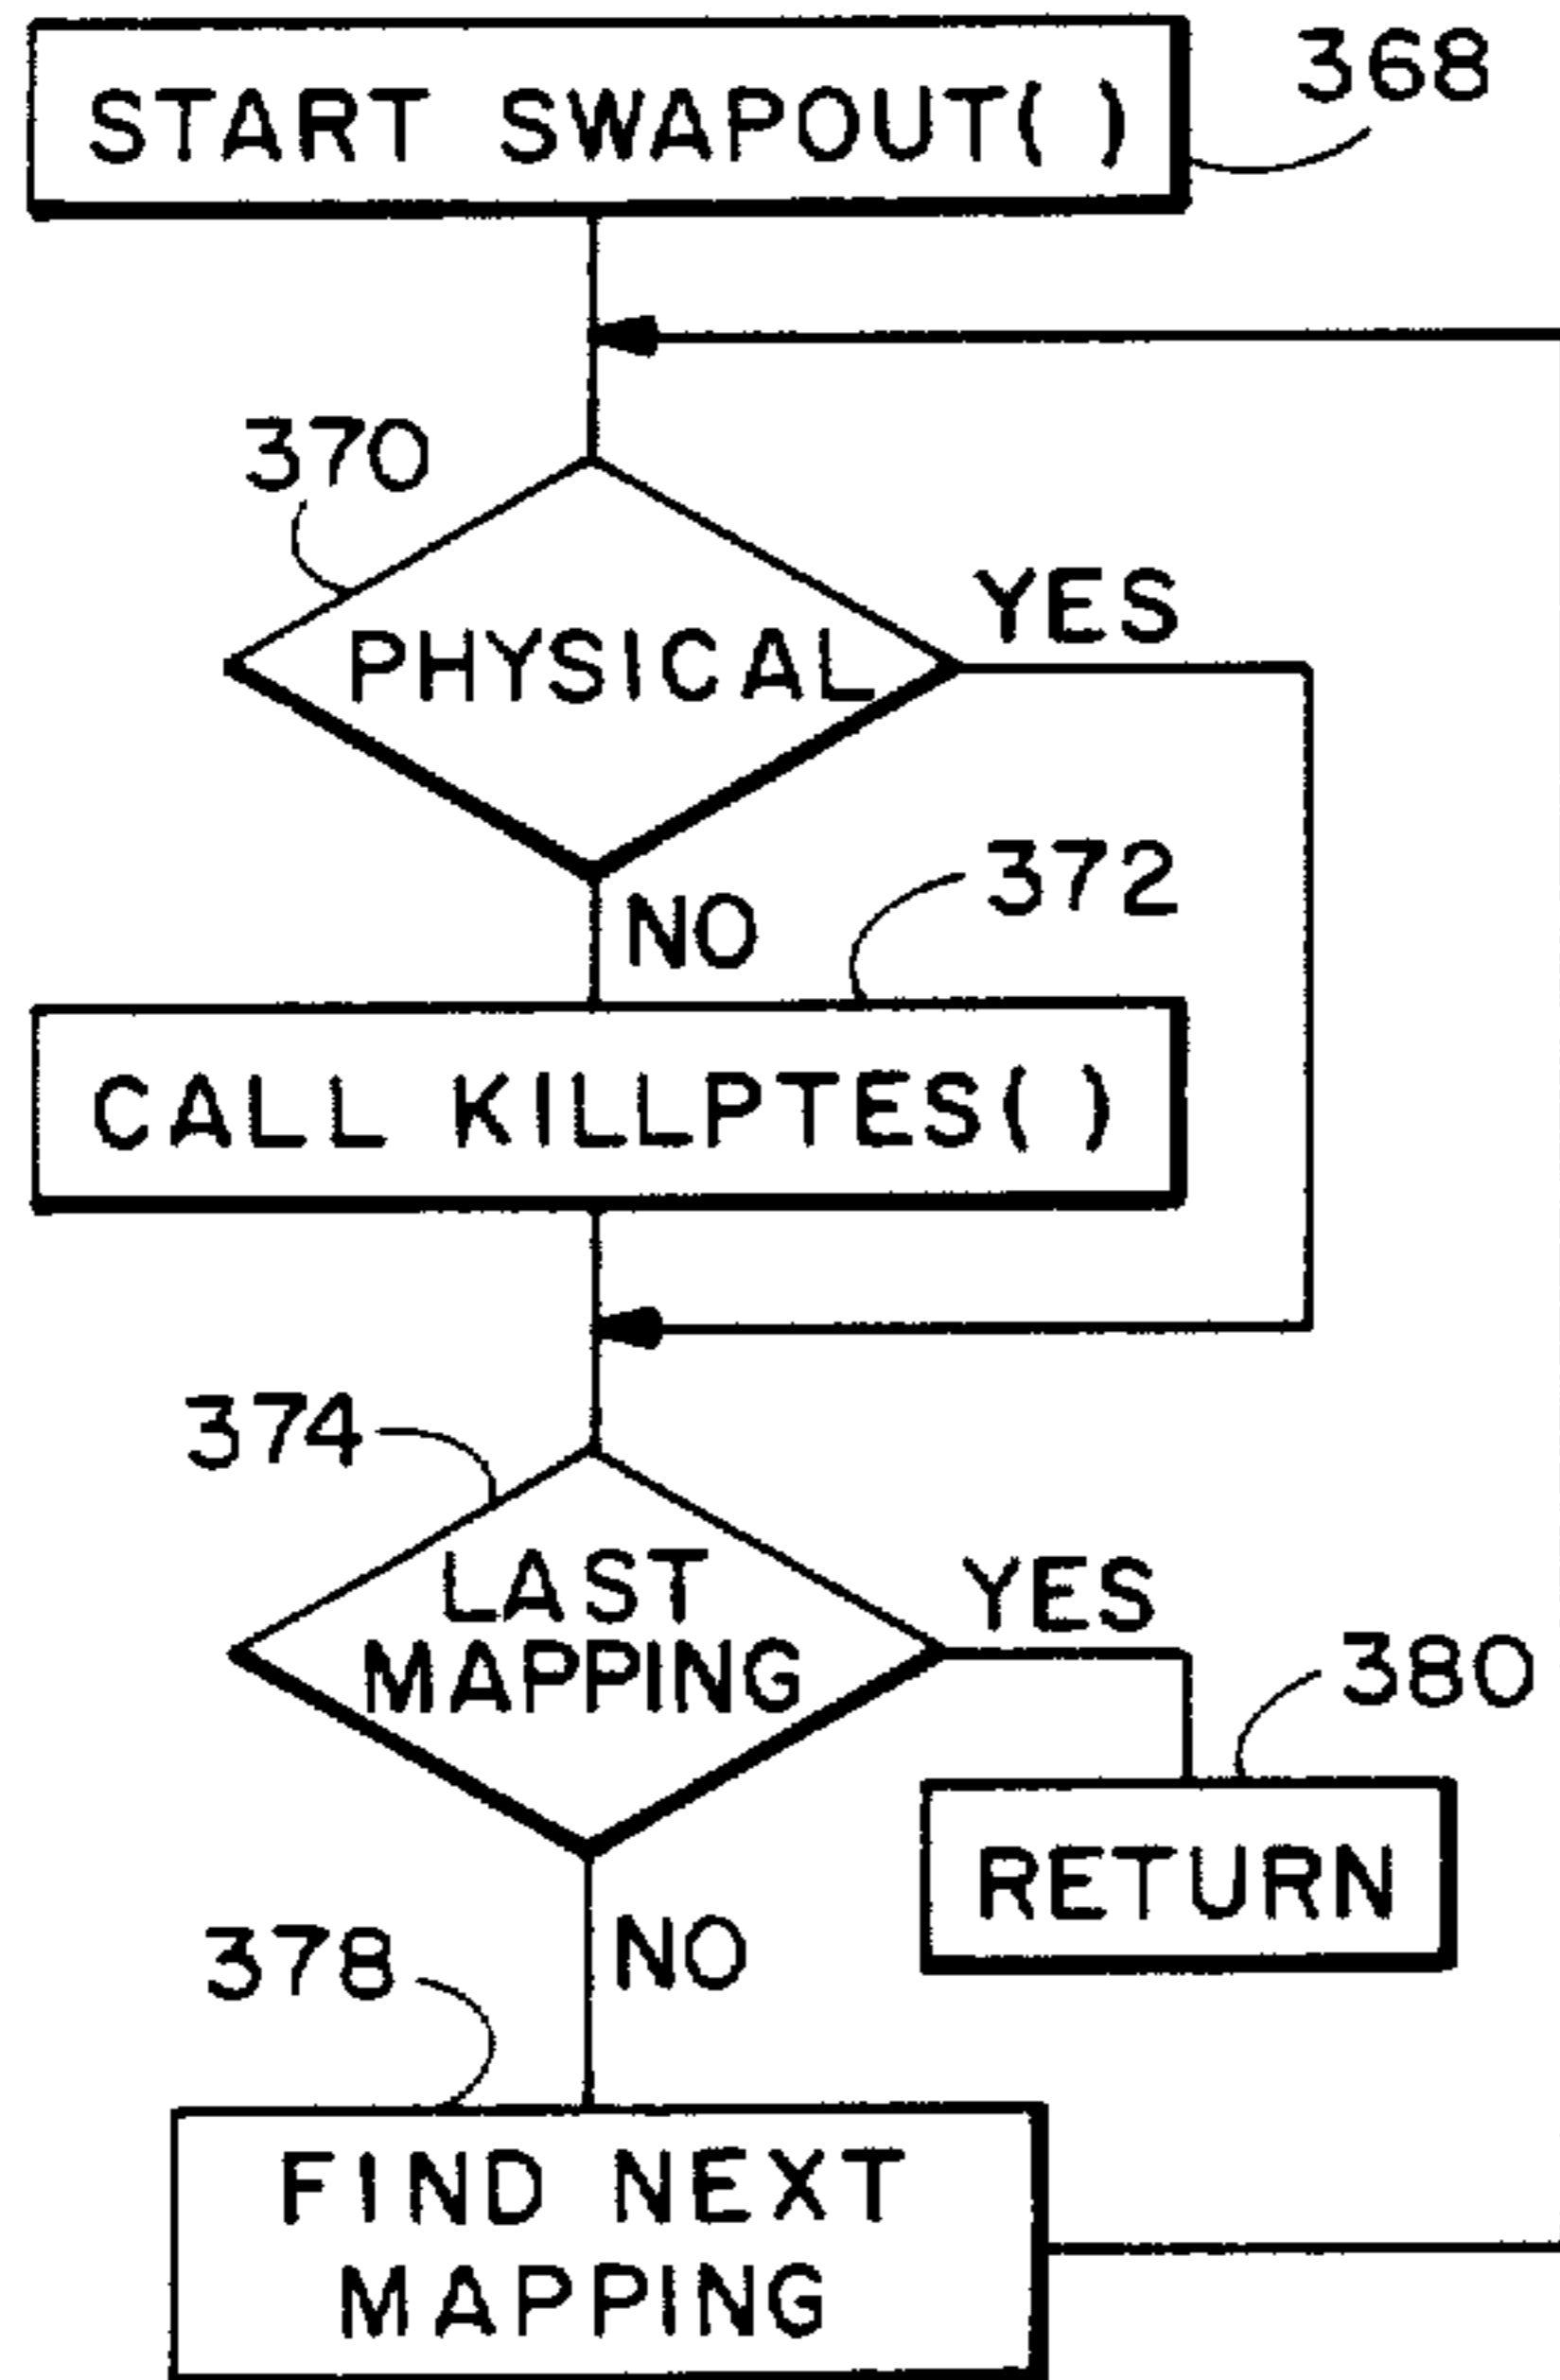 START SWAPOUT( )
368
370
PHYSICAL
YES
NO
372
CALL KILLPTES( )
374
LAST
MAPPING
YES
380
RETURN
NO
378
FIND NEXT
MAPPING